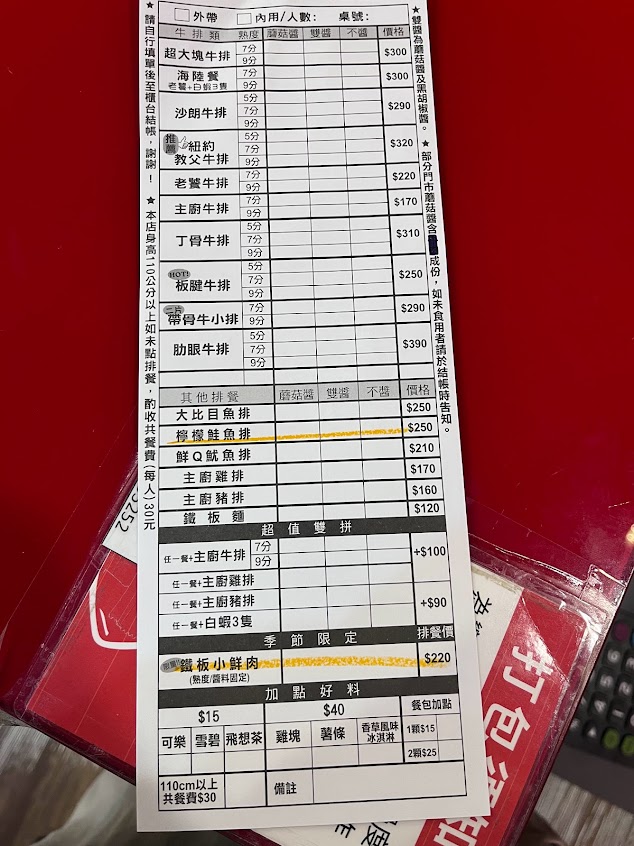 □外帶 □內用/人數: 桌號:
牛排類 熟度 蘑菇醬 雙醬 不醬 價格
超大塊牛排 7分 9分 $300
海陸餐 老饕+白蝦3隻 7分 9分 $300
沙朗牛排 5分 7分 9分 $290
推薦 紐約教父牛排 5分 7分 9分 $320
老饕牛排 7分 9分 $220
主廚牛排 7分 9分 $170
丁骨牛排 5分 7分 9分 $310
HOT! 板腱牛排 5分 7分 9分 $250
二片 帶骨牛小排 7分 9分 $290
肋眼牛排 5分 7分 9分 $390
其他排餐 蘑菇醬 雙醬 不醬 價格
大比目魚排 $250
檸檬鮭魚排 $250
鮮Q魷魚排 $210
主廚雞排 $170
主廚豬排 $160
鐵板麵 $120
超值雙拼
任一餐+主廚牛排 7分 9分 +$100
任一餐+主廚雞排
任一餐+主廚豬排 +$90
任一餐+白蝦3隻
季節限定 排餐價
限量!! 鐵板小鮮肉 $220
(熟度/醬料固定)
加點好料
$15 $40 餐包加點
可樂 雪碧 飛想茶 雞塊 薯條 香草風味冰淇淋 1顆$15
2顆$25
110cm以上 共餐費$30 備註
★請自行填單後至櫃台結帳,謝謝! ★本店身高110公分以上如未點排餐,酌收共餐費(每人)30元
★雙醬為蘑菇醬及黑胡椒醬。 ★部分門市蘑菇醬含 成份,如未食用者請於結帳時告知。
3252
打包須知